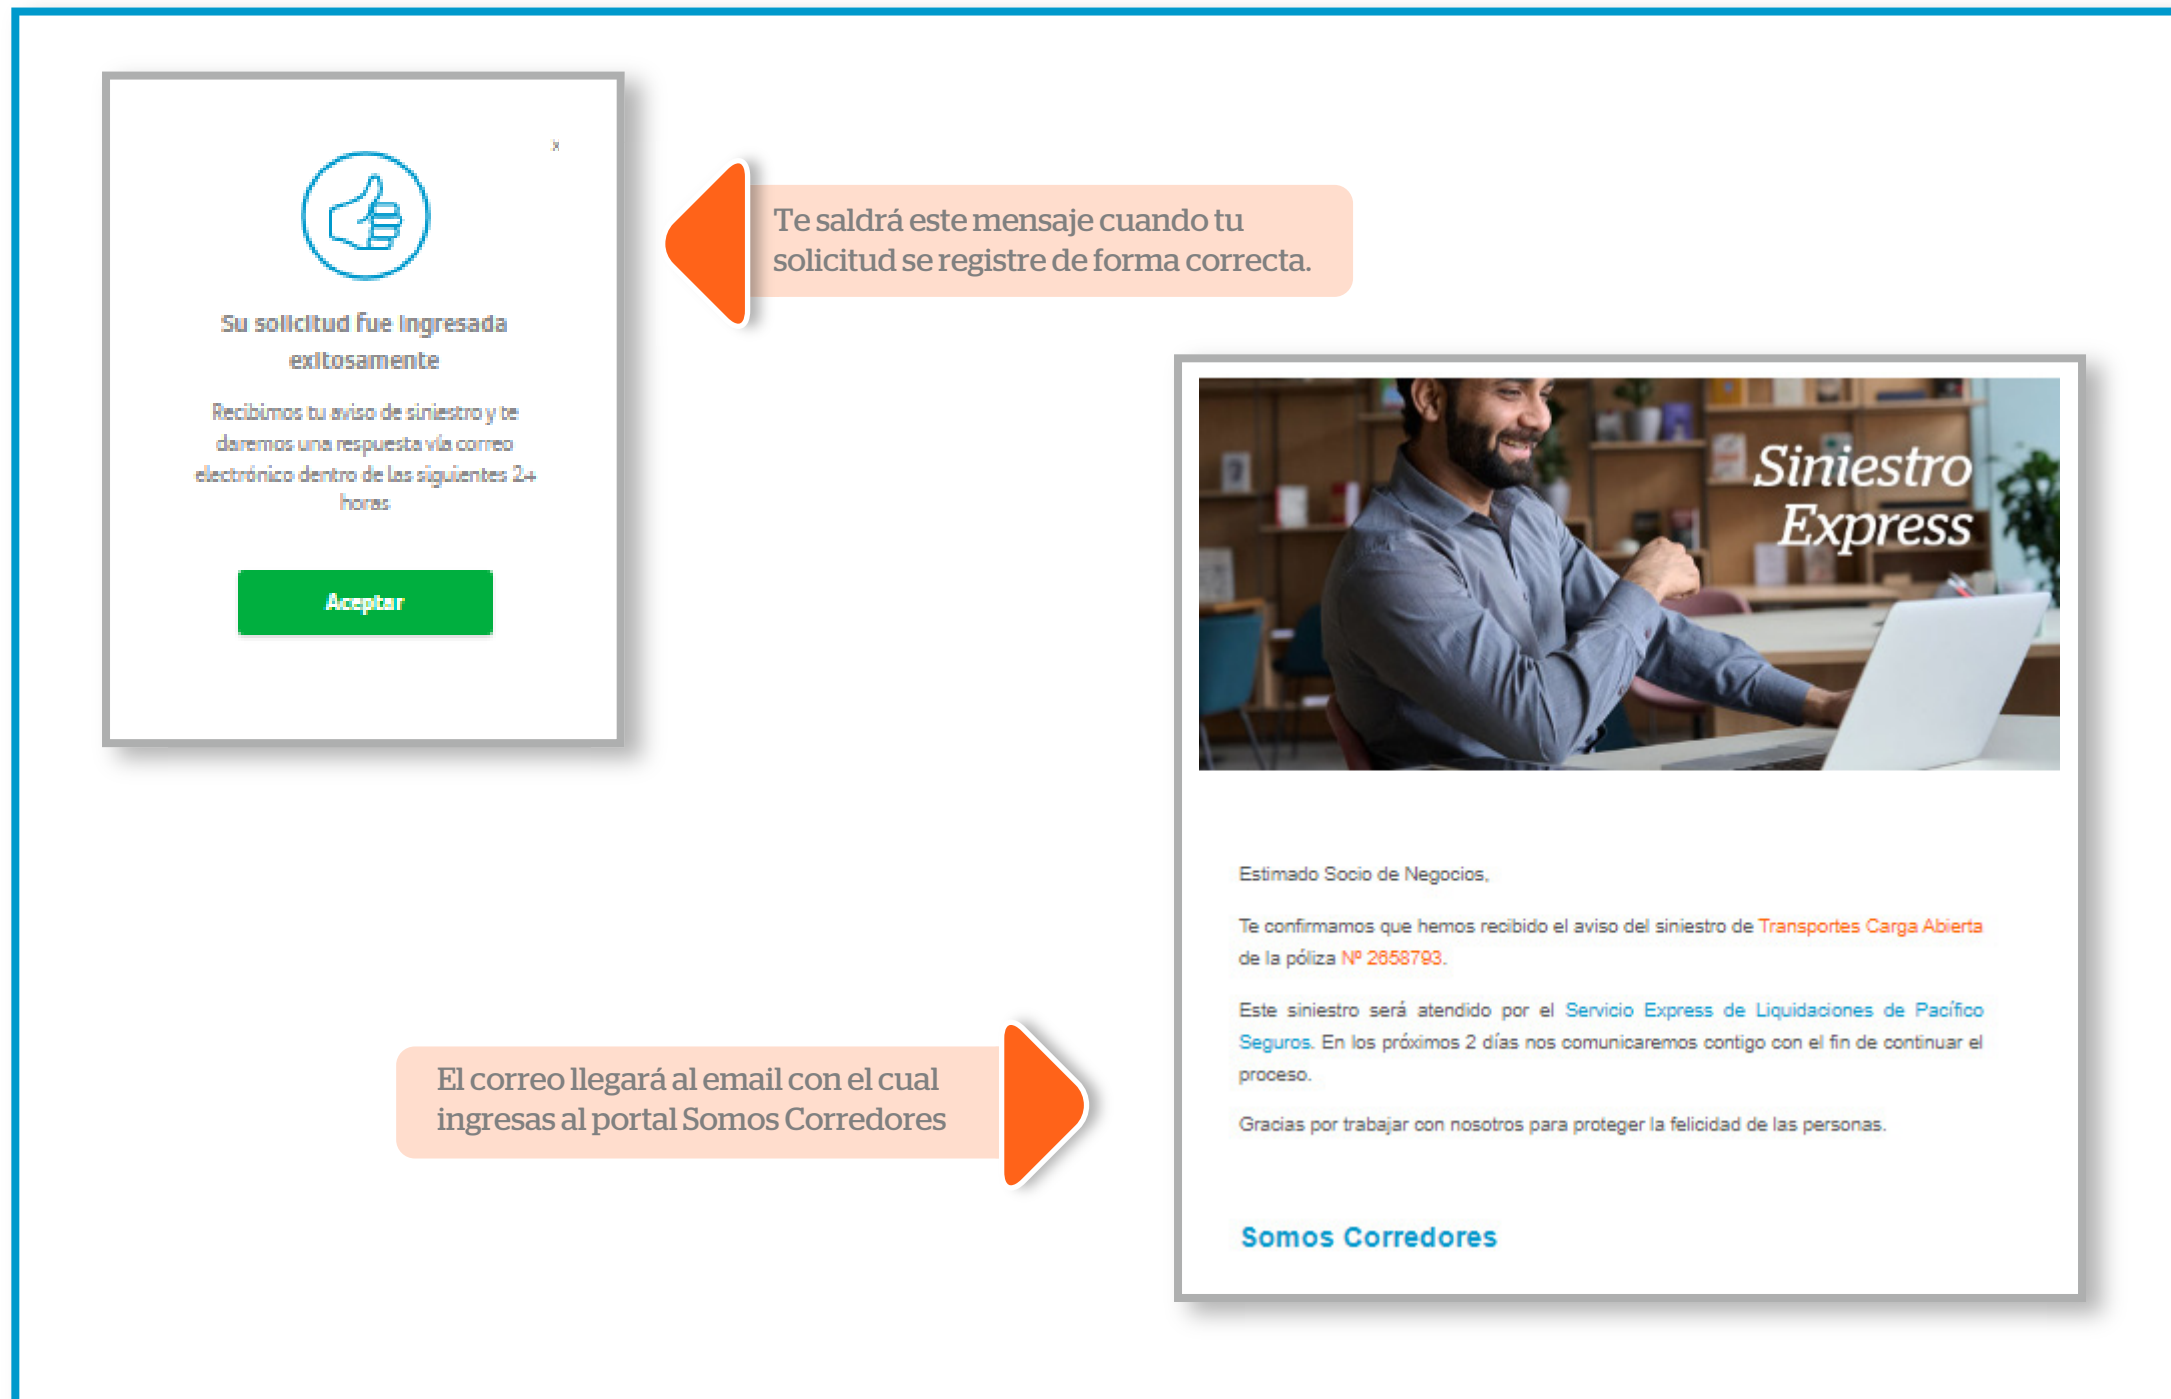 x
Su solicitud fue ingresada
exitosamente
Recibimos tu aviso de siniestro y te
daremos una respuesta vía correo
electrónico dentro de las siguientes 24
horas
Aceptar
Te saldrá este mensaje cuando tu
solicitud se registre de forma correcta.
Siniestro
Express
Estimado Socio de Negocios,
Te confirmamos que hemos recibido el aviso del siniestro de Transportes Carga Abierta
de la póliza Nº 2658793.
Este siniestro será atendido por el Servicio Express de Liquidaciones de Pacífico
Seguros. En los próximos 2 días nos comunicaremos contigo con el fin de continuar el
proceso.
Gracias por trabajar con nosotros para proteger la felicidad de las personas.
Somos Corredores
El correo llegará al email con el cual
ingresas al portal Somos Corredores